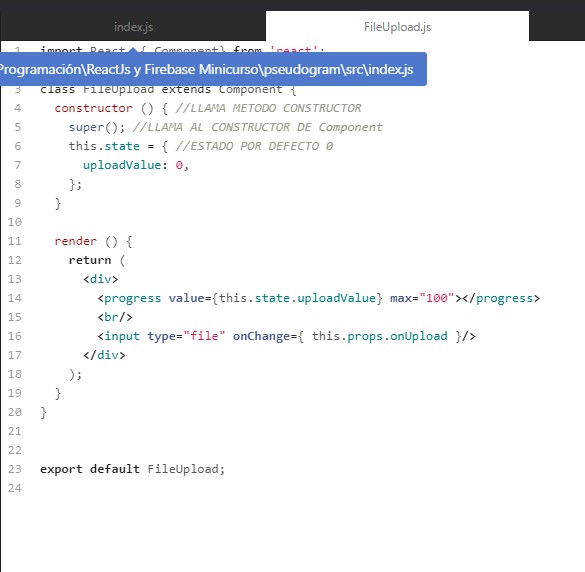 index.js
FileUpload.js
1 import React, { Component} from 'react';
Programación\ReactJs y Firebase Minicurso\pseudogram\src\index.js
3 class FileUpload extends Component {
4 constructor () { //LLAMA METODO CONSTRUCTOR
5 super(); //LLAMA AL CONSTRUCTOR DE Component
6 this.state = { //ESTADO POR DEFECTO 0
7 uploadValue: 0,
8 };
9 }
10
11 render () {
12 return (
13 <div>
14 <progress value={this.state.uploadValue} max="100"></progress>
15 <br/>
16 <input type="file" onChange={ this.props.onUpload }/>
17 </div>
18 );
19 }
20 }
21
22
23 export default FileUpload;
24